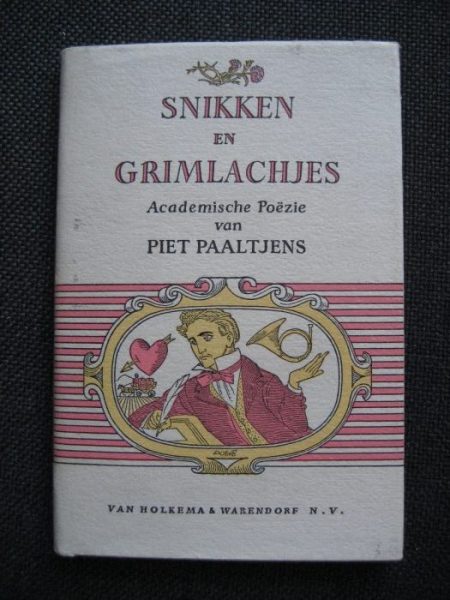 SNIKKEN
EN
GRIMLACHJES
Academische Poëzie
van
PIET PAALTJENS
VAN HOLKEMA & WARENDORF N.V.